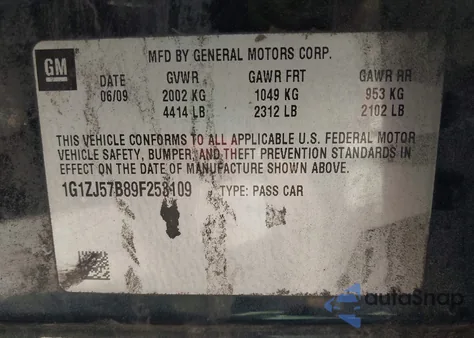 GM
MFD BY GENERAL MOTORS CORP.
DATE GVWR GAWR FRT GAWR RR
06/09 2002 KG 1049 KG 953 KG
4414 LB 2312 LB 2102 LB
THIS VEHICLE CONFORMS TO ALL APPLICABLE U.S. FEDERAL MOTOR
VEHICLE SAFETY, BUMPER, AND THEFT PREVENTION STANDARDS IN
EFFECT ON THE DATE OF MANUFACTURE SHOWN ABOVE.
1G1ZJ57B89F253109 TYPE: PASS CAR
autoSnap